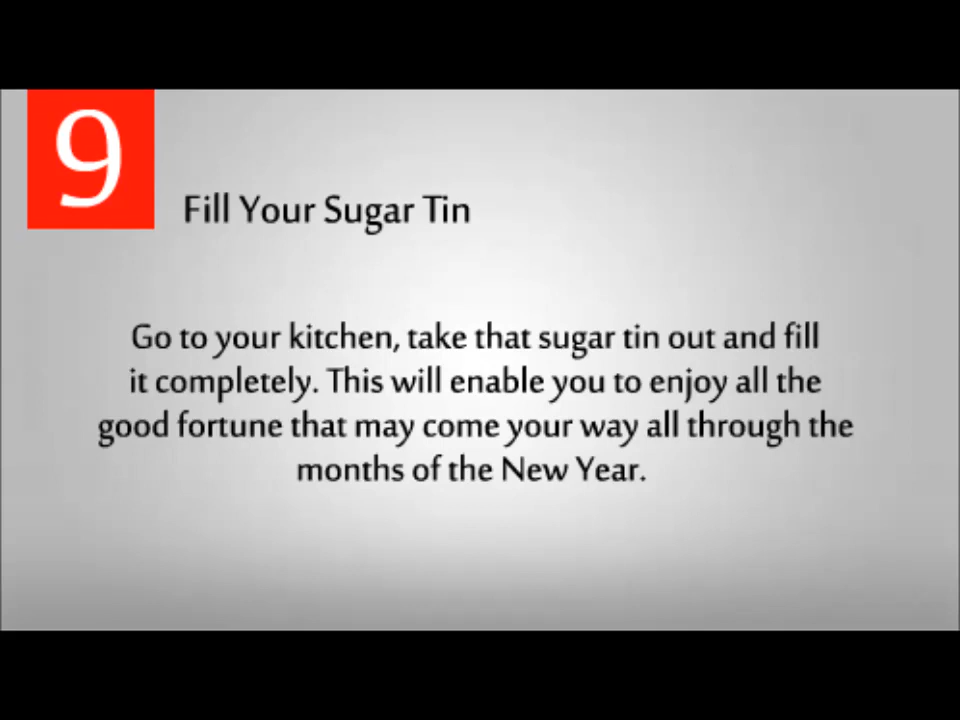 9
Fill Your Sugar Tin
Go to your kitchen, take that sugar tin out and fill
it completely. This will enable you to enjoy all the
good fortune that may come your way all through the
months of the New Year.